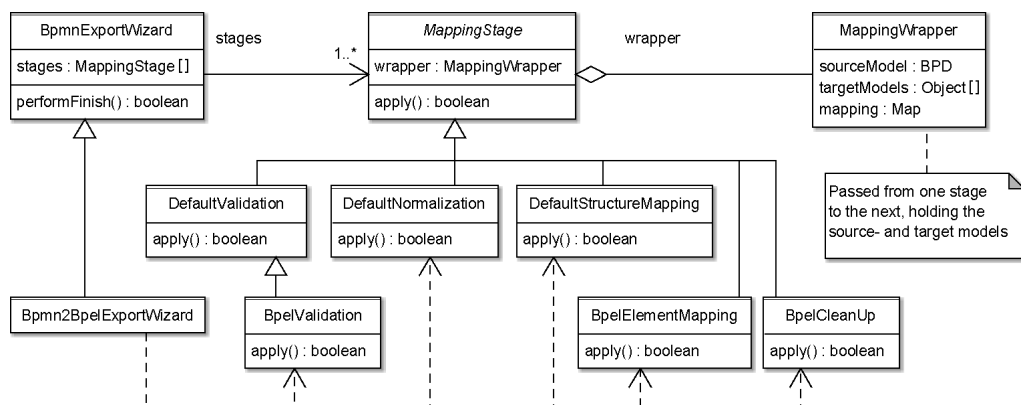 BpmnExportWizard
stages : MappingStage[]
performFinish() : boolean
stages
1..*
MappingStage
wrapper : MappingWrapper
apply() : boolean
wrapper
MappingWrapper
sourceModel : BPD
targetModels : Object[]
mapping : Map
Passed from one stage
to the next, holding the
source- and target models
DefaultValidation
apply() : boolean
DefaultNormalization
apply() : boolean
DefaultStructureMapping
apply() : boolean
Bpmn2BpelExportWizard
BpelValidation
apply() : boolean
BpelElementMapping
apply() : boolean
BpelCleanUp
apply() : boolean